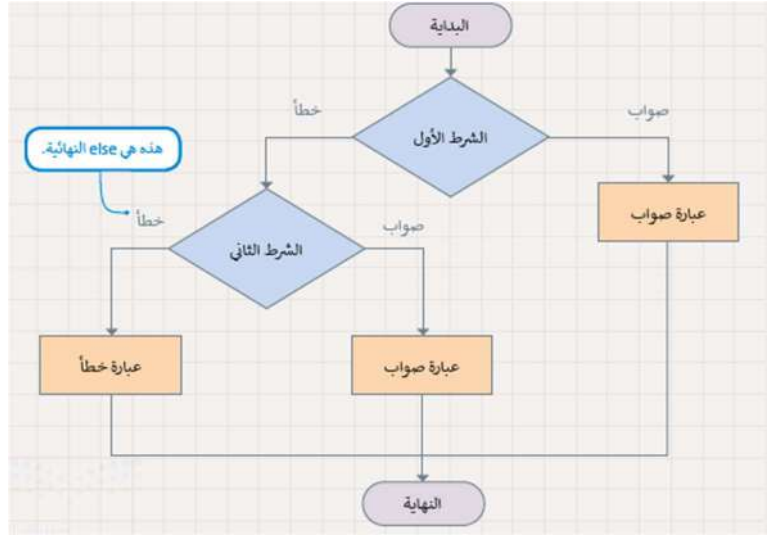 البداية
الشرط الأول
صواب
خطأ
هذه هي else النهائية.
عبارة صواب
خطأ
الشرط الثاني
صواب
عبارة صواب
عبارة خطأ
النهاية